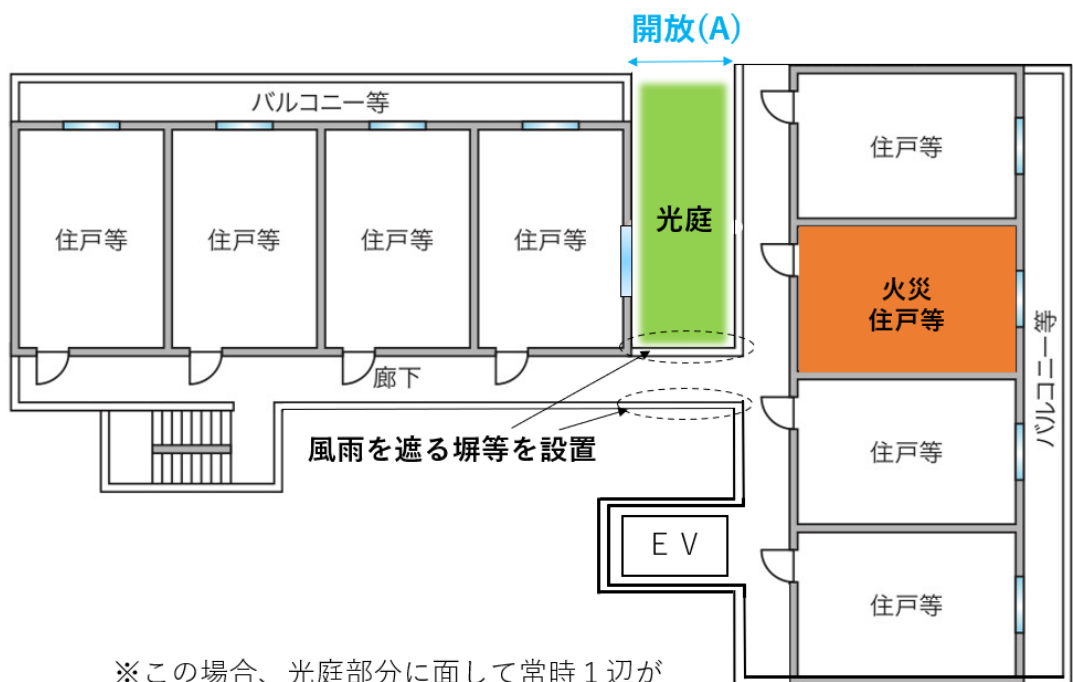 開放(A)
バルコニー等
住戸等
住戸等
住戸等
住戸等
住戸等
光庭
火災
住戸等
バルコニー等
廊下
風雨を遮る塀等を設置
住戸等
EV
住戸等
※この場合、光庭部分に面して常時１辺が